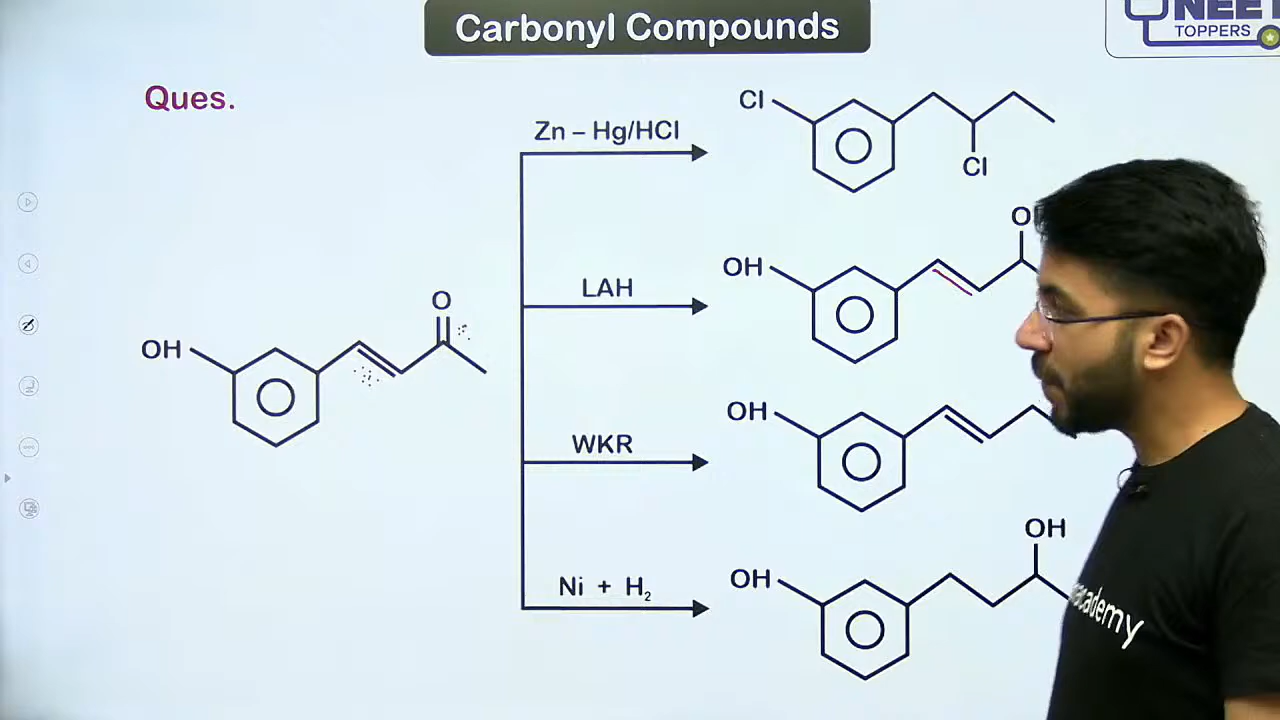 Carbonyl Compounds
NEET
TOPPERS
Ques.
Zn – Hg/HCl
Cl
Cl
LAH
OH
O
OH
O
WKR
OH
Ni + H₂
OH
OH
academy